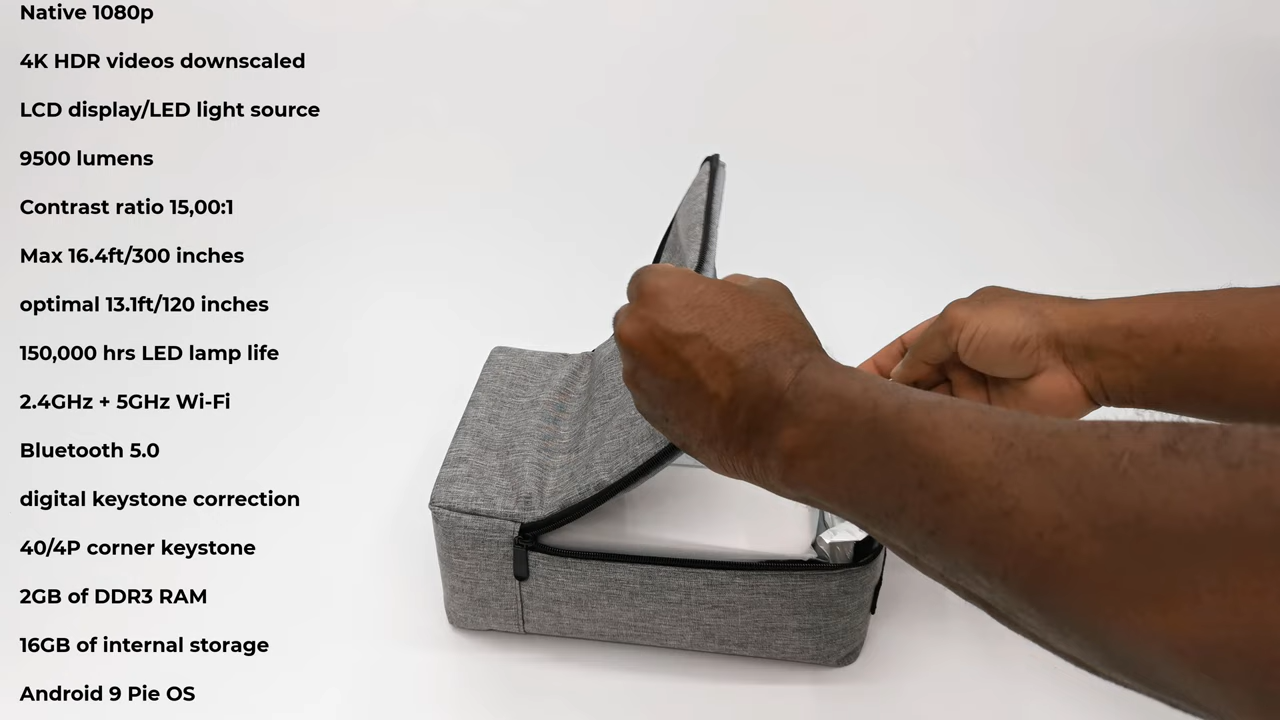 Native 1080p
4K HDR videos downscaled
LCD display/LED light source
9500 lumens
Contrast ratio 15,00:1
Max 16.4ft/300 inches
optimal 13.1ft/120 inches
150,000 hrs LED lamp life
2.4GHz + 5GHz Wi-Fi
Bluetooth 5.0
digital keystone correction
40/4P corner keystone
2GB of DDR3 RAM
16GB of internal storage
Android 9 Pie OS